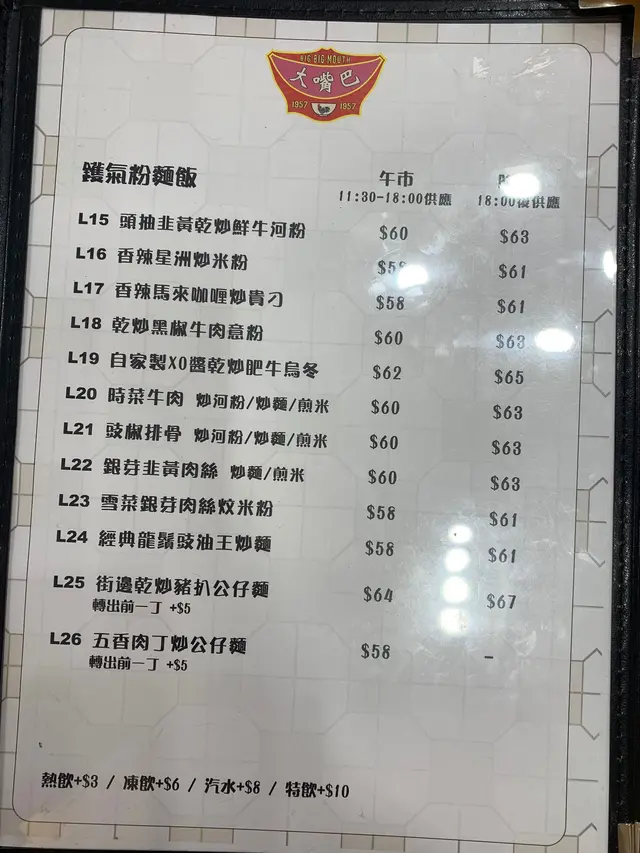 BIG BIG MOUTH
大嘴巴
1957 1957
鑊氣粉麵飯
午市
11:30-18:00供應 18:00後供應
L15 頭抽韭黃乾炒鮮牛河粉 $60 $63
L16 香辣星洲炒米粉 $58 $61
L17 香辣馬來咖喱炒貴刁 $58 $61
L18 乾炒黑椒牛肉意粉 $60 $63
L19 自家製XO醬乾炒肥牛烏冬 $62 $65
L20 時菜牛肉 炒河粉/炒麵/煎米 $60 $63
L21 豉椒排骨 炒河粉/炒麵/煎米 $60 $63
L22 銀芽韭黃肉絲 炒麵/煎米 $60 $63
L23 雪菜銀芽肉絲炆米粉 $58 $61
L24 經典龍鬚豉油王炒麵 $58 $61
L25 街邊乾炒豬扒公仔麵 $64 $67
轉出前一丁 +$5
L26 五香肉丁炒公仔麵 $58 –
轉出前一丁 +$5
熱飲+$3 / 凍飲+$6 / 汽水+$8 / 特飲+$10